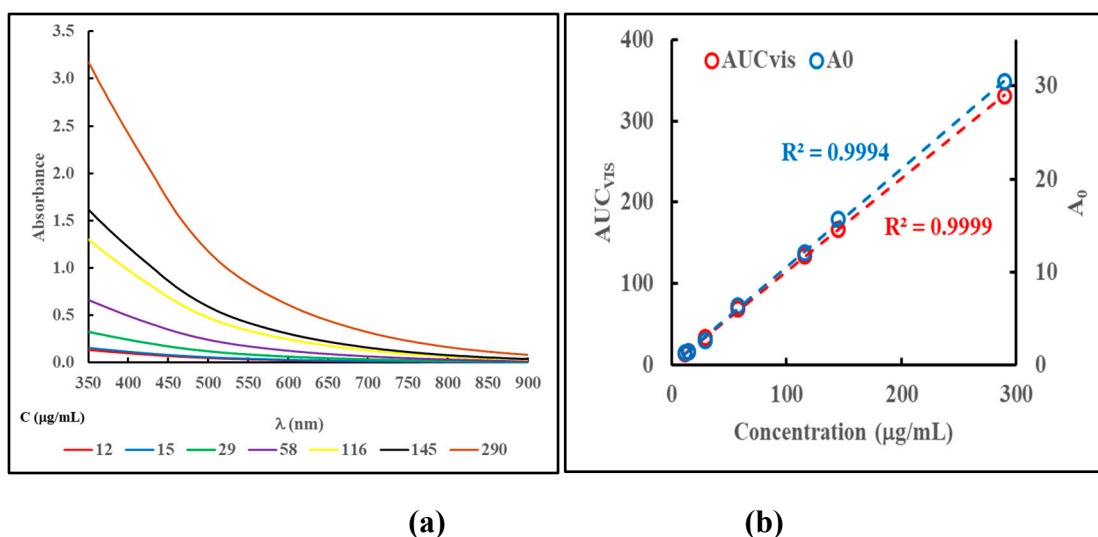 3.5
3.0
2.5
2.0
1.5
1.0
0.5
0.0
Absorbance
350 400 450 500 550 600 650 700 750 800 850 900
C (µg/mL)
λ (nm)
12 15 29 58 116 145 290
(a)
AUCvis A0
400
300
200
100
0
AUCVIS
R² = 0.9994
R² = 0.9999
30
20
10
0
A0
0 100 200 300
Concentration (µg/mL)
(b)